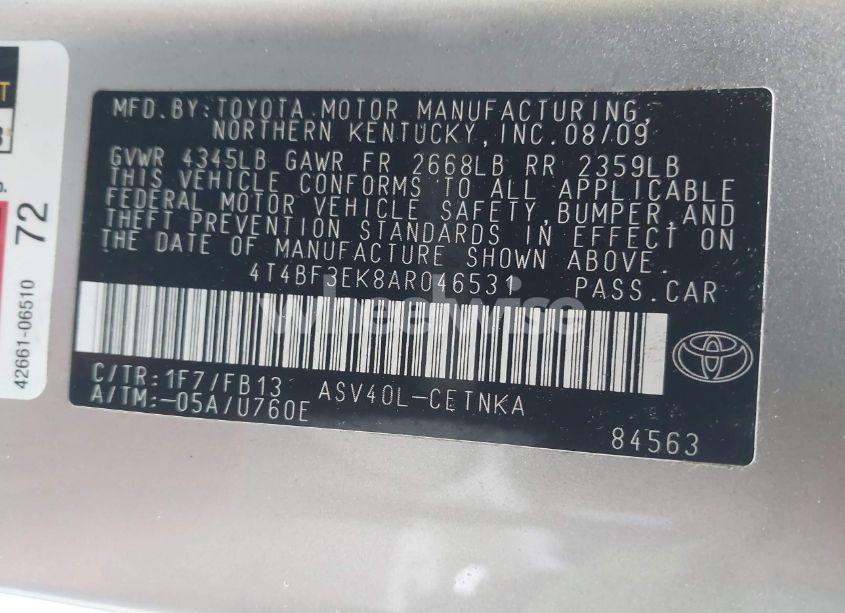 MFD.BY:TOYOTA MOTOR MANUFACTURING,
NORTHERN KENTUCKY,INC.08/09
GVWR 4345LB GAWR FR 2668LB RR 2359LB
THIS VEHICLE CONFORMS TO ALL APPLICABLE
FEDERAL MOTOR VEHICLE SAFETY,BUMPER,AND
THEFT PREVENTION STANDARDS IN EFFECT ON
THE DATE OF MANUFACTURE SHOWN ABOVE.
4T4BF3EK8AR046531 PASS.CAR
wheelwise
C/TR:1F7/FB13 ASV40L-CETNKA
A/TM:-05A/U760E
84563
72
42661-06510